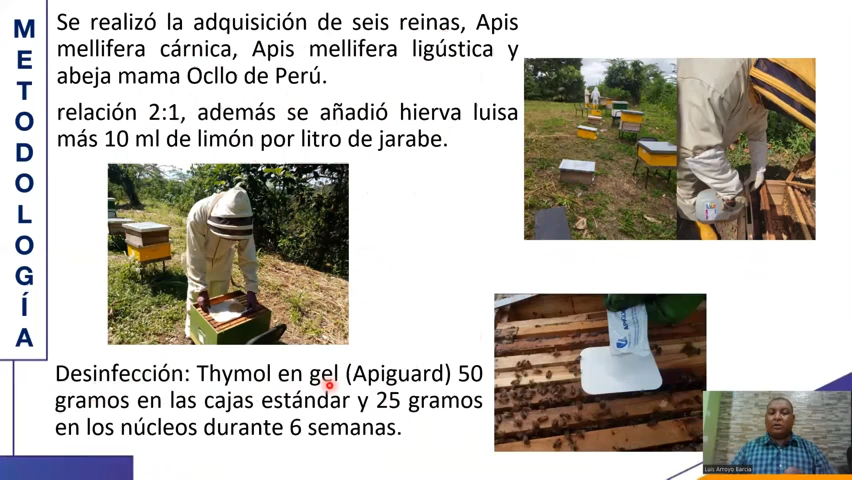 METODOLOGÍA
Se realizó la adquisición de seis reinas, Apis
mellifera cárnica, Apis mellifera ligústica y
abeja mama Ocllo de Perú.
relación 2:1, además se añadió hierva luisa
más 10 ml de limón por litro de jarabe.
Desinfección: Thymol en gel (Apiguard) 50
gramos en las cajas estándar y 25 gramos
en los núcleos durante 6 semanas.
Luis Arroyo Barcia